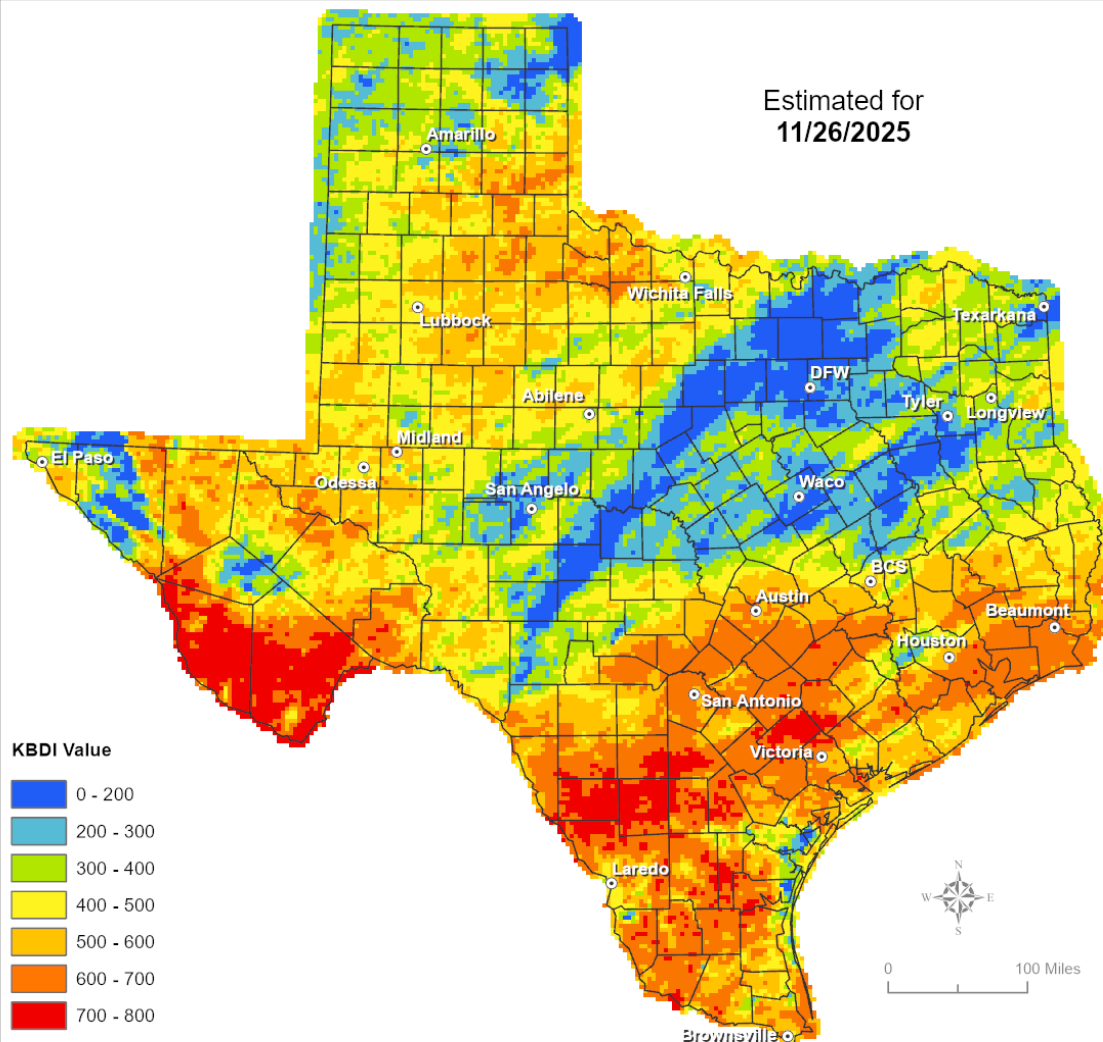 Estimated for
11/26/2025
Amarillo
Wichita Falls
Lubbock
Texarkana
DFW
Abilene
Tyler
Longview
Midland
El Paso
Odessa
Waco
San Angelo
BCS
Austin
Beaumont
Houston
San Antonio
Victoria
KBDI Value
0 - 200
200 - 300
300 - 400
400 - 500
500 - 600
600 - 700
700 - 800
Laredo
N
W E
S
0 100 Miles
Brownsville